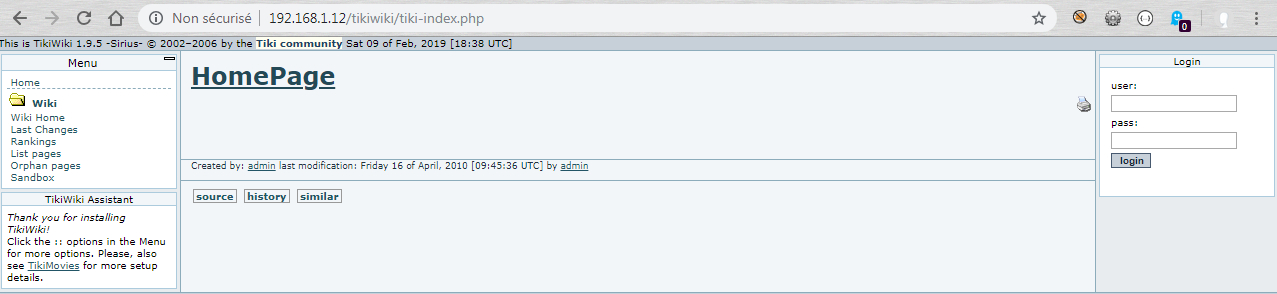 Non sécurisé | 192.168.1.12/tikiwiki/tiki-index.php
0
This is TikiWiki 1.9.5 -Sirius- © 2002–2006 by the Tiki community Sat 09 of Feb, 2019 [18:38 UTC]
Menu
Home
Wiki
Wiki Home
Last Changes
Rankings
List pages
Orphan pages
Sandbox
TikiWiki Assistant
Thank you for installing
TikiWiki!
Click the :: options in the Menu
for more options. Please, also
see TikiMovies for more setup
details.
HomePage
Created by: admin last modification: Friday 16 of April, 2010 [09:45:36 UTC] by admin
source history similar
Login
user:
pass:
login